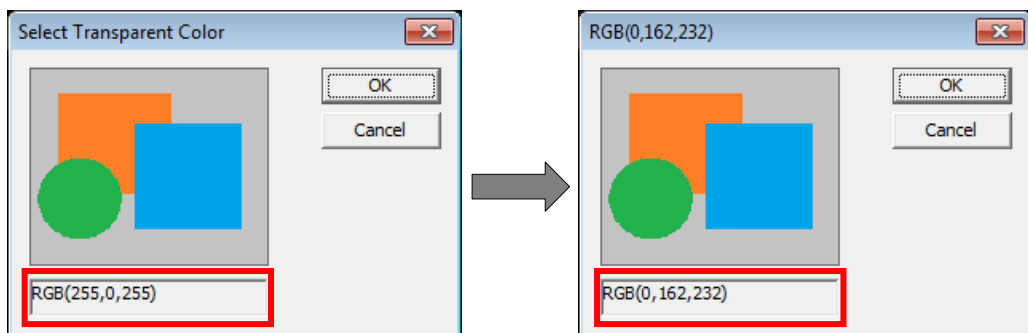 Select Transparent Color
OK
Cancel
RGB(255,0,255)
RGB(0,162,232)
OK
Cancel
RGB(0,162,232)